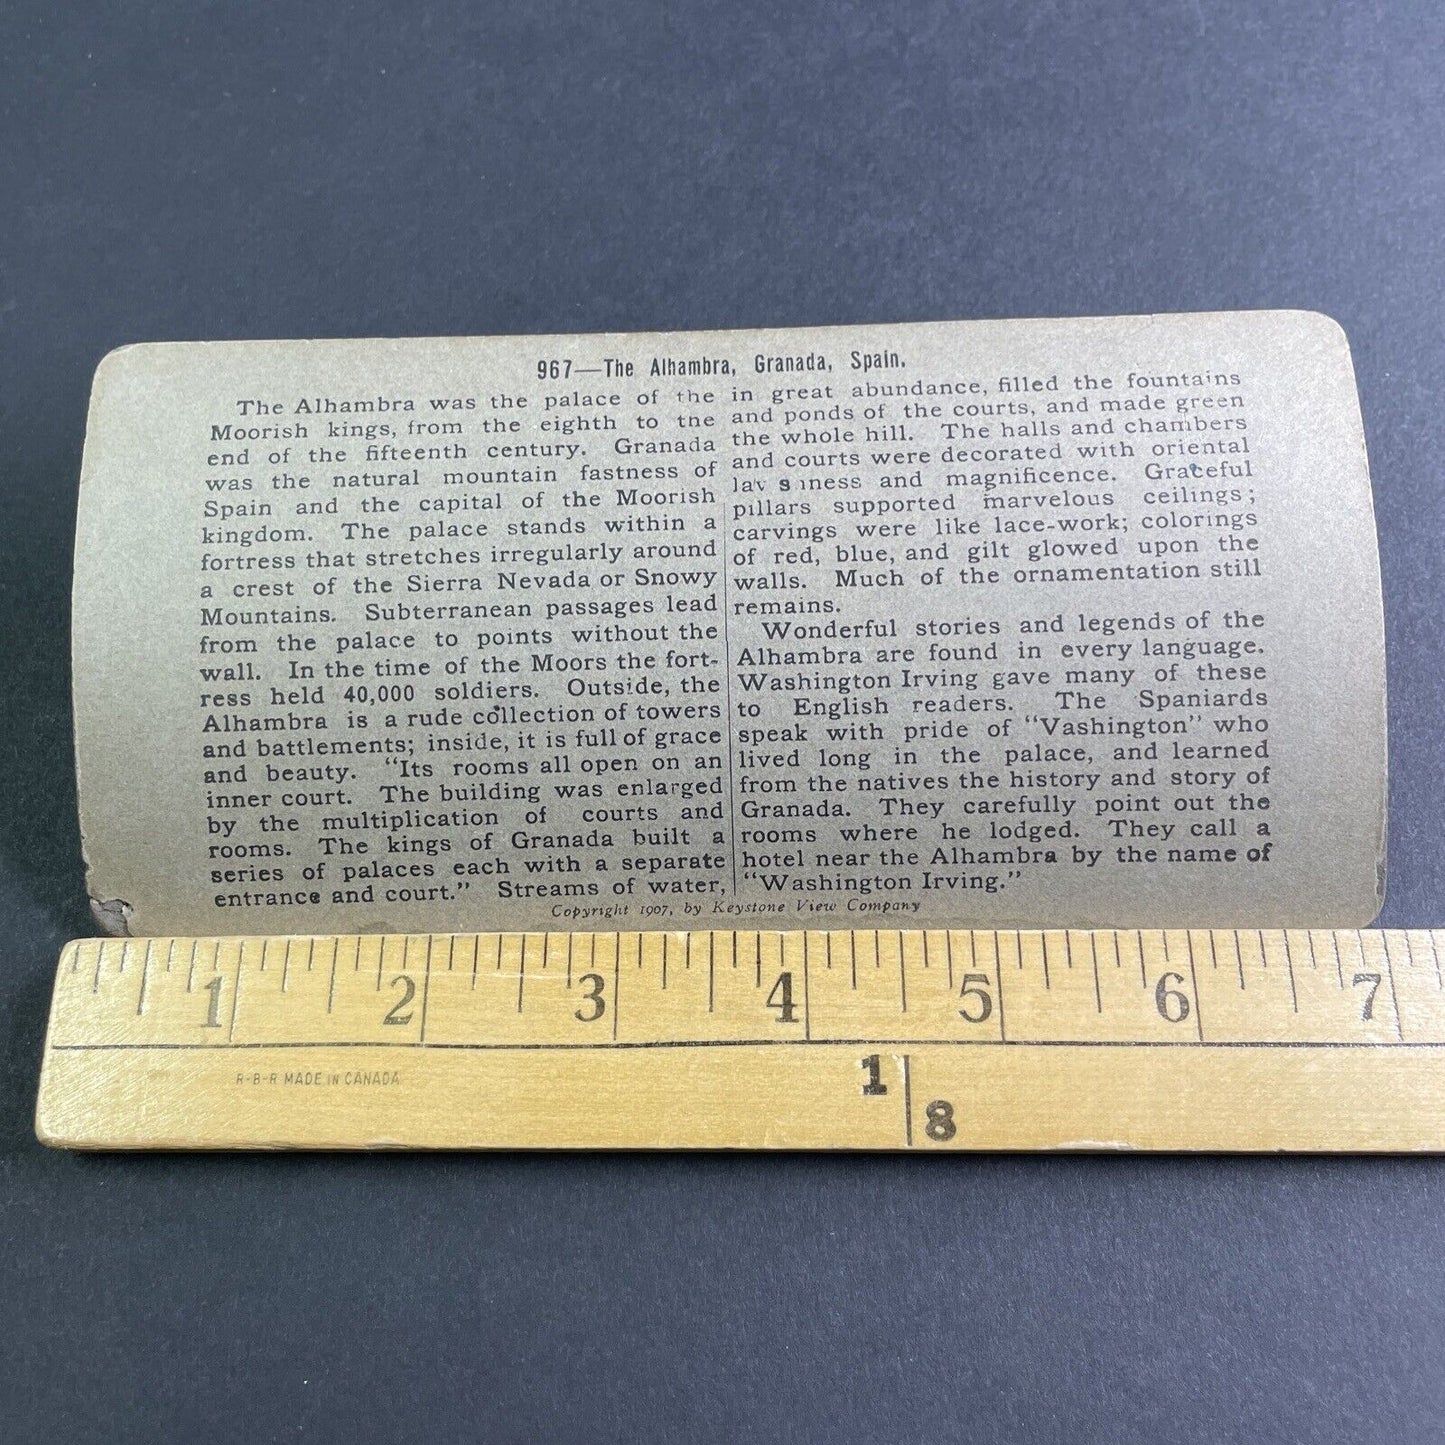 967—The Alhambra, Granada, Spain.
The Alhambra was the palace of the
Moorish kings, from the eighth to the
end of the fifteenth century. Granada
was the natural mountain fastness of
Spain and the capital of the Moorish
kingdom. The palace stands within a
fortress that stretches irregularly around
a crest of the Sierra Nevada or Snowy
Mountains. Subterranean passages lead
from the palace to points without the
wall. In the time of the Moors the fort-
ress held 40,000 soldiers. Outside, the
Alhambra is a rude collection of towers
and battlements; inside, it is full of grace
and beauty. "Its rooms all open on an
inner court. The building was enlarged
by the multiplication of courts and
rooms. The kings of Granada built a
series of palaces each with a separate
entrance and court." Streams of water,
in great abundance, filled the fountains
and ponds of the courts, and made green
the whole hill. The halls and chambers
and courts were decorated with oriental
and magnificence. Graceful
pillars supported marvelous ceilings;
carvings were like lace-work; colorings
of red, blue, and gilt glowed upon the
walls. Much of the ornamentation still
remains.
Wonderful stories and legends of the
Alhambra are found in every language.
Washington Irving gave many of these
to English readers. The Spaniards
speak with pride of "Vashington" who
lived long in the palace, and learned
from the natives the history and story of
Granada. They carefully point out the
rooms where he lodged. They call a
hotel near the Alhambra by the name of
"Washington Irving."
Copyright 1907, by Keystone View Company
1 2 3 4 5 6 7
R-B-R MADE IN CANADA
1 8